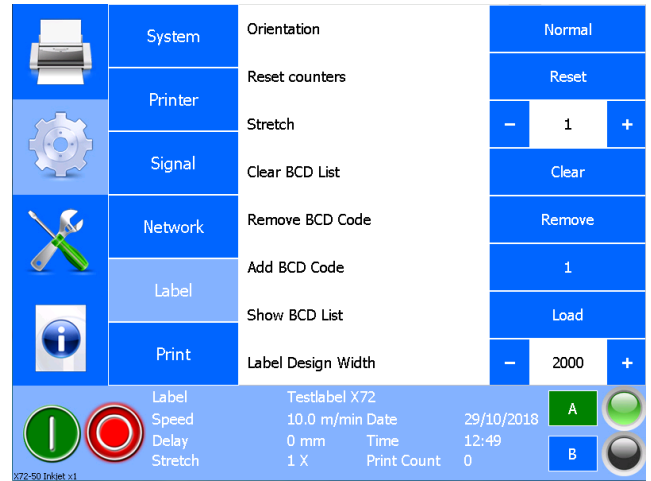 System
Printer
Signal
Network
Label
Print
Orientation Normal
Reset counters Reset
Stretch − 1 +
Clear BCD List Clear
Remove BCD Code Remove
Add BCD Code 1
Show BCD List Load
Label Design Width − 2000 +
Label Testlabel X72
Speed 10.0 m/min Date 29/10/2018
Delay 0 mm Time 12:49
Stretch 1 X Print Count 0
A
B
X72-50 Inkjet x1